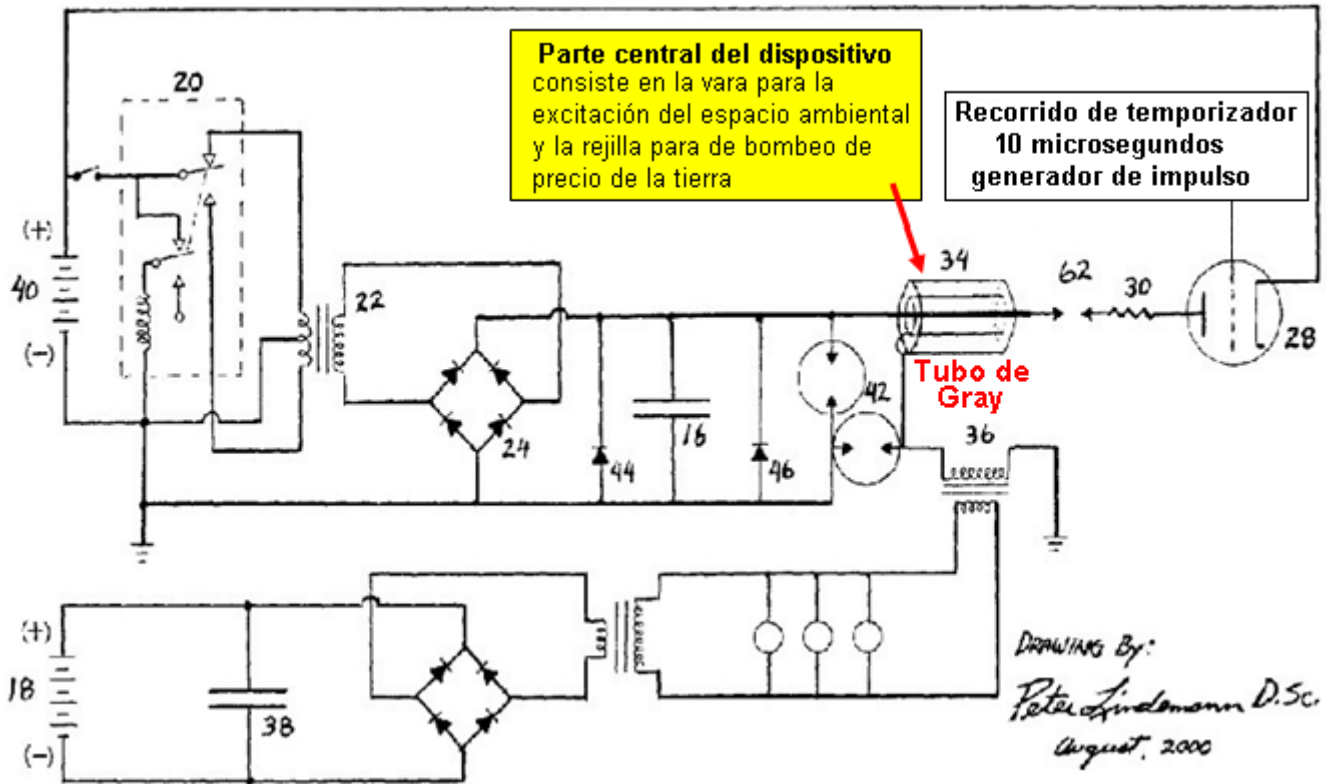 Parte central del dispositivo
consiste en la vara para la
excitación del espacio ambiental
y la rejilla para de bombeo de
precio de la tierra
Recorrido de temporizador
10 microsegundos
generador de impulso
20
(+)
40
(-)
22
24
44
16
46
42
34
Tubo de
Gray
62
30
28
36
(+)
18
(-)
38
DRAWING By:
Peter Lindemann D.Sc.
August, 2000